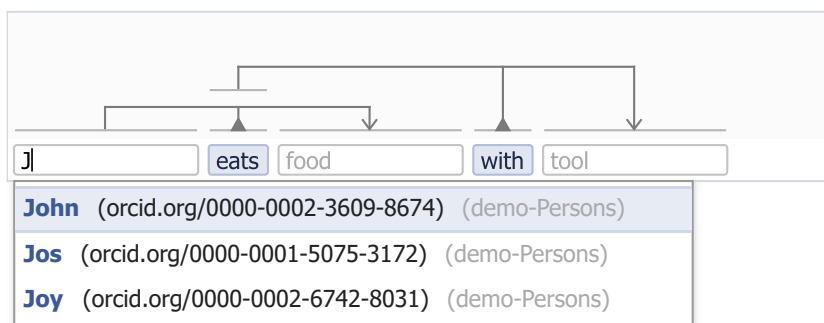 J eats food with tool
John (orcid.org/0000-0002-3609-8674) (demo-Persons)
Jos (orcid.org/0000-0001-5075-3172) (demo-Persons)
Joy (orcid.org/0000-0002-6742-8031) (demo-Persons)